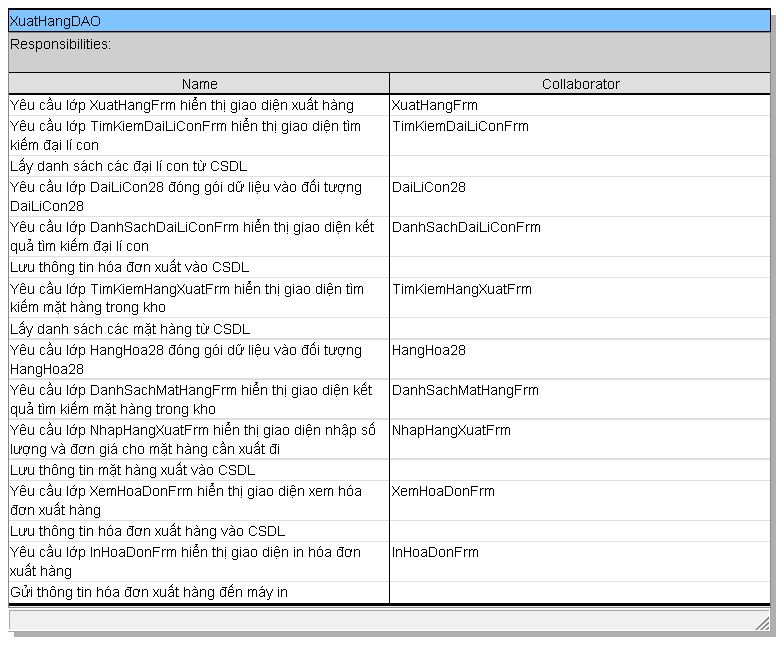 XuatHangDAO
Responsibilities:
Name Collaborator
Yêu cầu lớp XuatHangFrm hiển thị giao diện xuất hàng XuatHangFrm
Yêu cầu lớp TimKiemDaiLiConFrm hiển thị giao diện tìm TimKiemDaiLiConFrm
kiếm đại lí con
Lấy danh sách các đại lí con từ CSDL
Yêu cầu lớp DaiLiCon28 đóng gói dữ liệu vào đối tượng DaiLiCon28
DaiLiCon28
Yêu cầu lớp DanhSachDaiLiConFrm hiển thị giao diện kết DanhSachDaiLiConFrm
quả tìm kiếm đại lí con
Lưu thông tin hóa đơn xuất vào CSDL
Yêu cầu lớp TimKiemHangXuatFrm hiển thị giao diện tìm TimKiemHangXuatFrm
kiếm mặt hàng trong kho
Lấy danh sách các mặt hàng từ CSDL
Yêu cầu lớp HangHoa28 đóng gói dữ liệu vào đối tượng HangHoa28
HangHoa28
Yêu cầu lớp DanhSachMatHangFrm hiển thị giao diện kết DanhSachMatHangFrm
quả tìm kiếm mặt hàng trong kho
Yêu cầu lớp NhapHangXuatFrm hiển thị giao diện nhập số NhapHangXuatFrm
lượng và đơn giá cho mặt hàng cần xuất đi
Lưu thông tin mặt hàng xuất vào CSDL
Yêu cầu lớp XemHoaDonFrm hiển thị giao diện xem hóa XemHoaDonFrm
đơn xuất hàng
Lưu thông tin hóa đơn xuất hàng vào CSDL
Yêu cầu lớp InHoaDonFrm hiển thị giao diện in hóa đơn InHoaDonFrm
xuất hàng
Gửi thông tin hóa đơn xuất hàng đến máy in